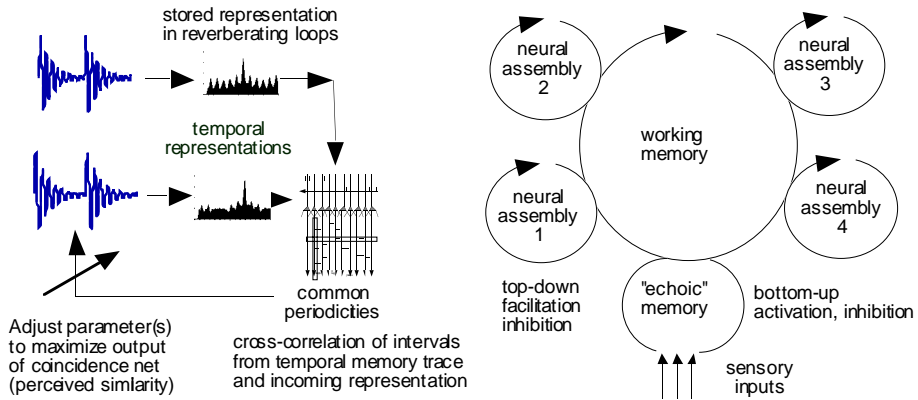 stored representation
in reverberating loops
temporal
representations
common
periodicities
Adjust parameter(s)
to maximize output
of coincidence net
(perceived similarity)
cross-correlation of intervals
from temporal memory trace
and incoming representation
neural
assembly
2
neural
assembly
3
working
memory
neural
assembly
1
neural
assembly
4
top-down
facilitation
inhibition
"echoic"
memory
bottom-up
activation, inhibition
sensory
inputs